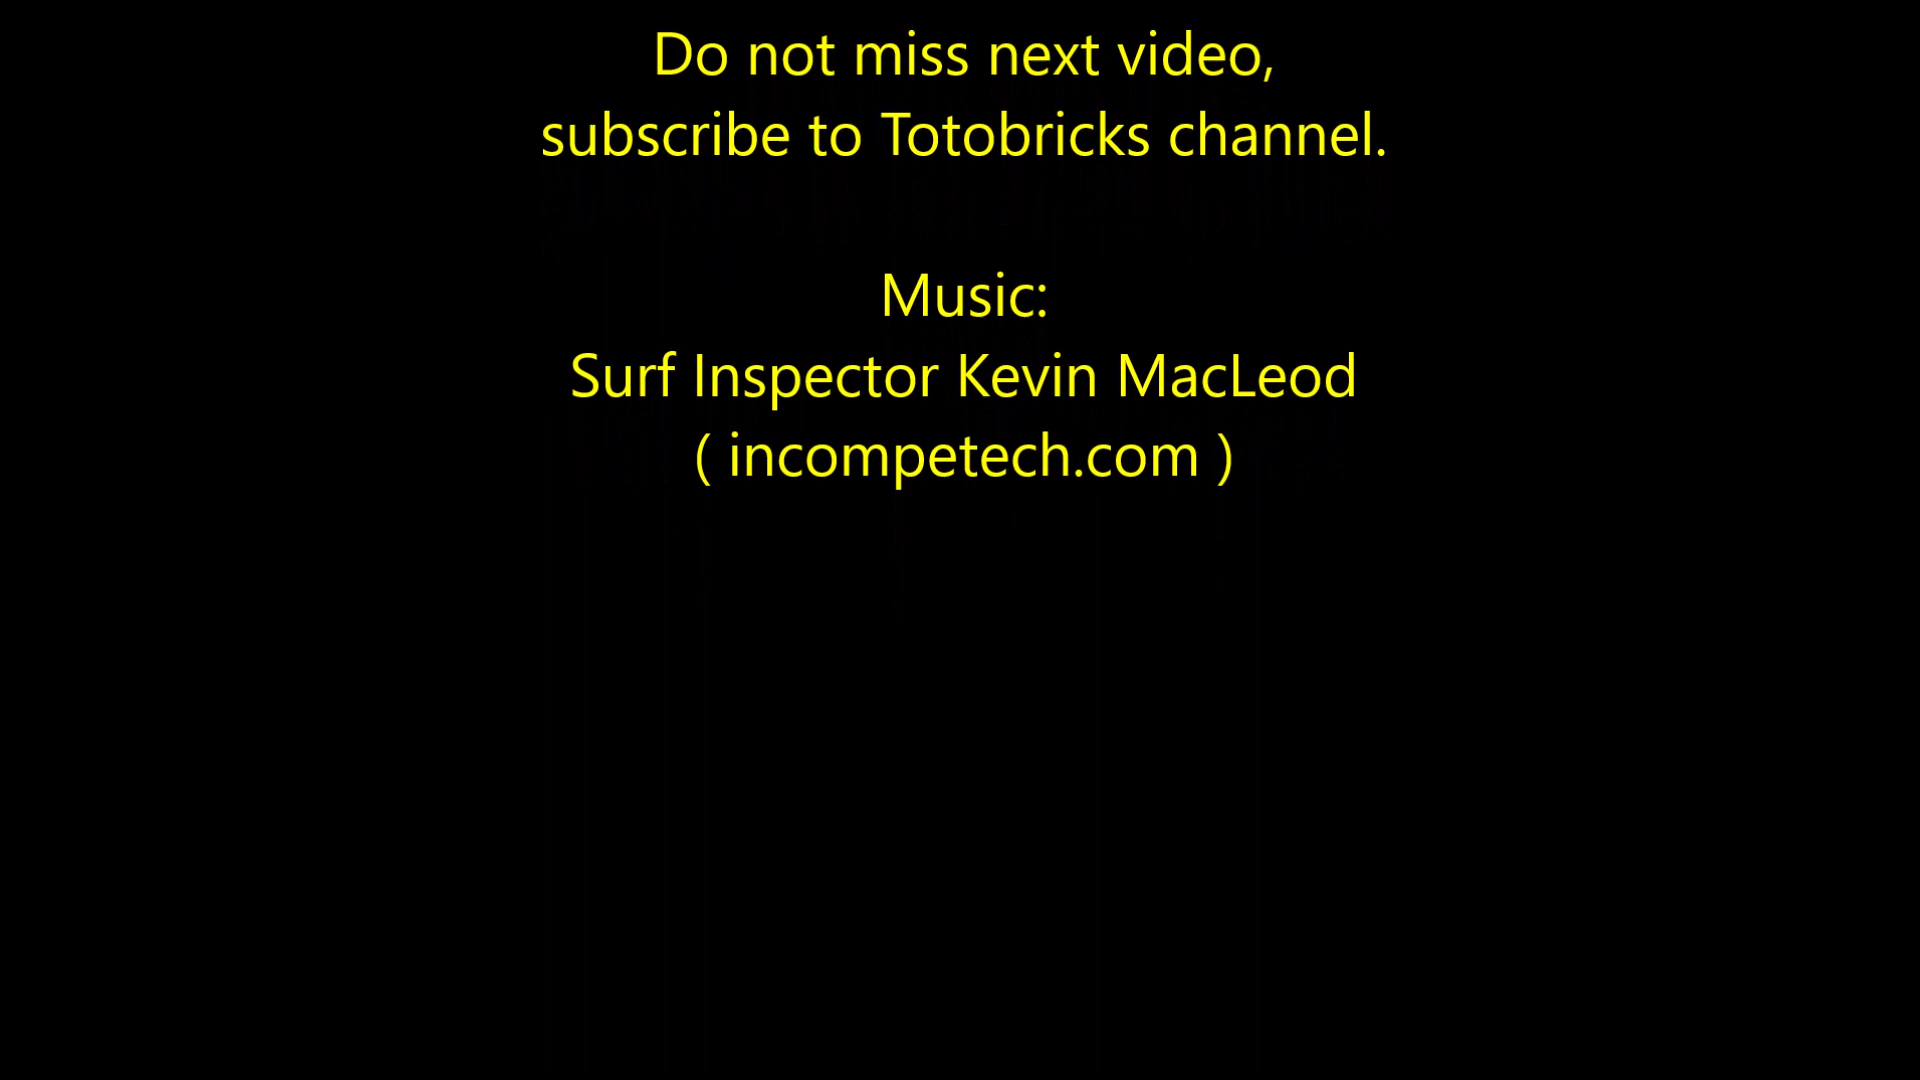 Do not miss next video,
subscribe to Totobricks channel.
Music:
Surf Inspector Kevin MacLeod
( incompetech.com )